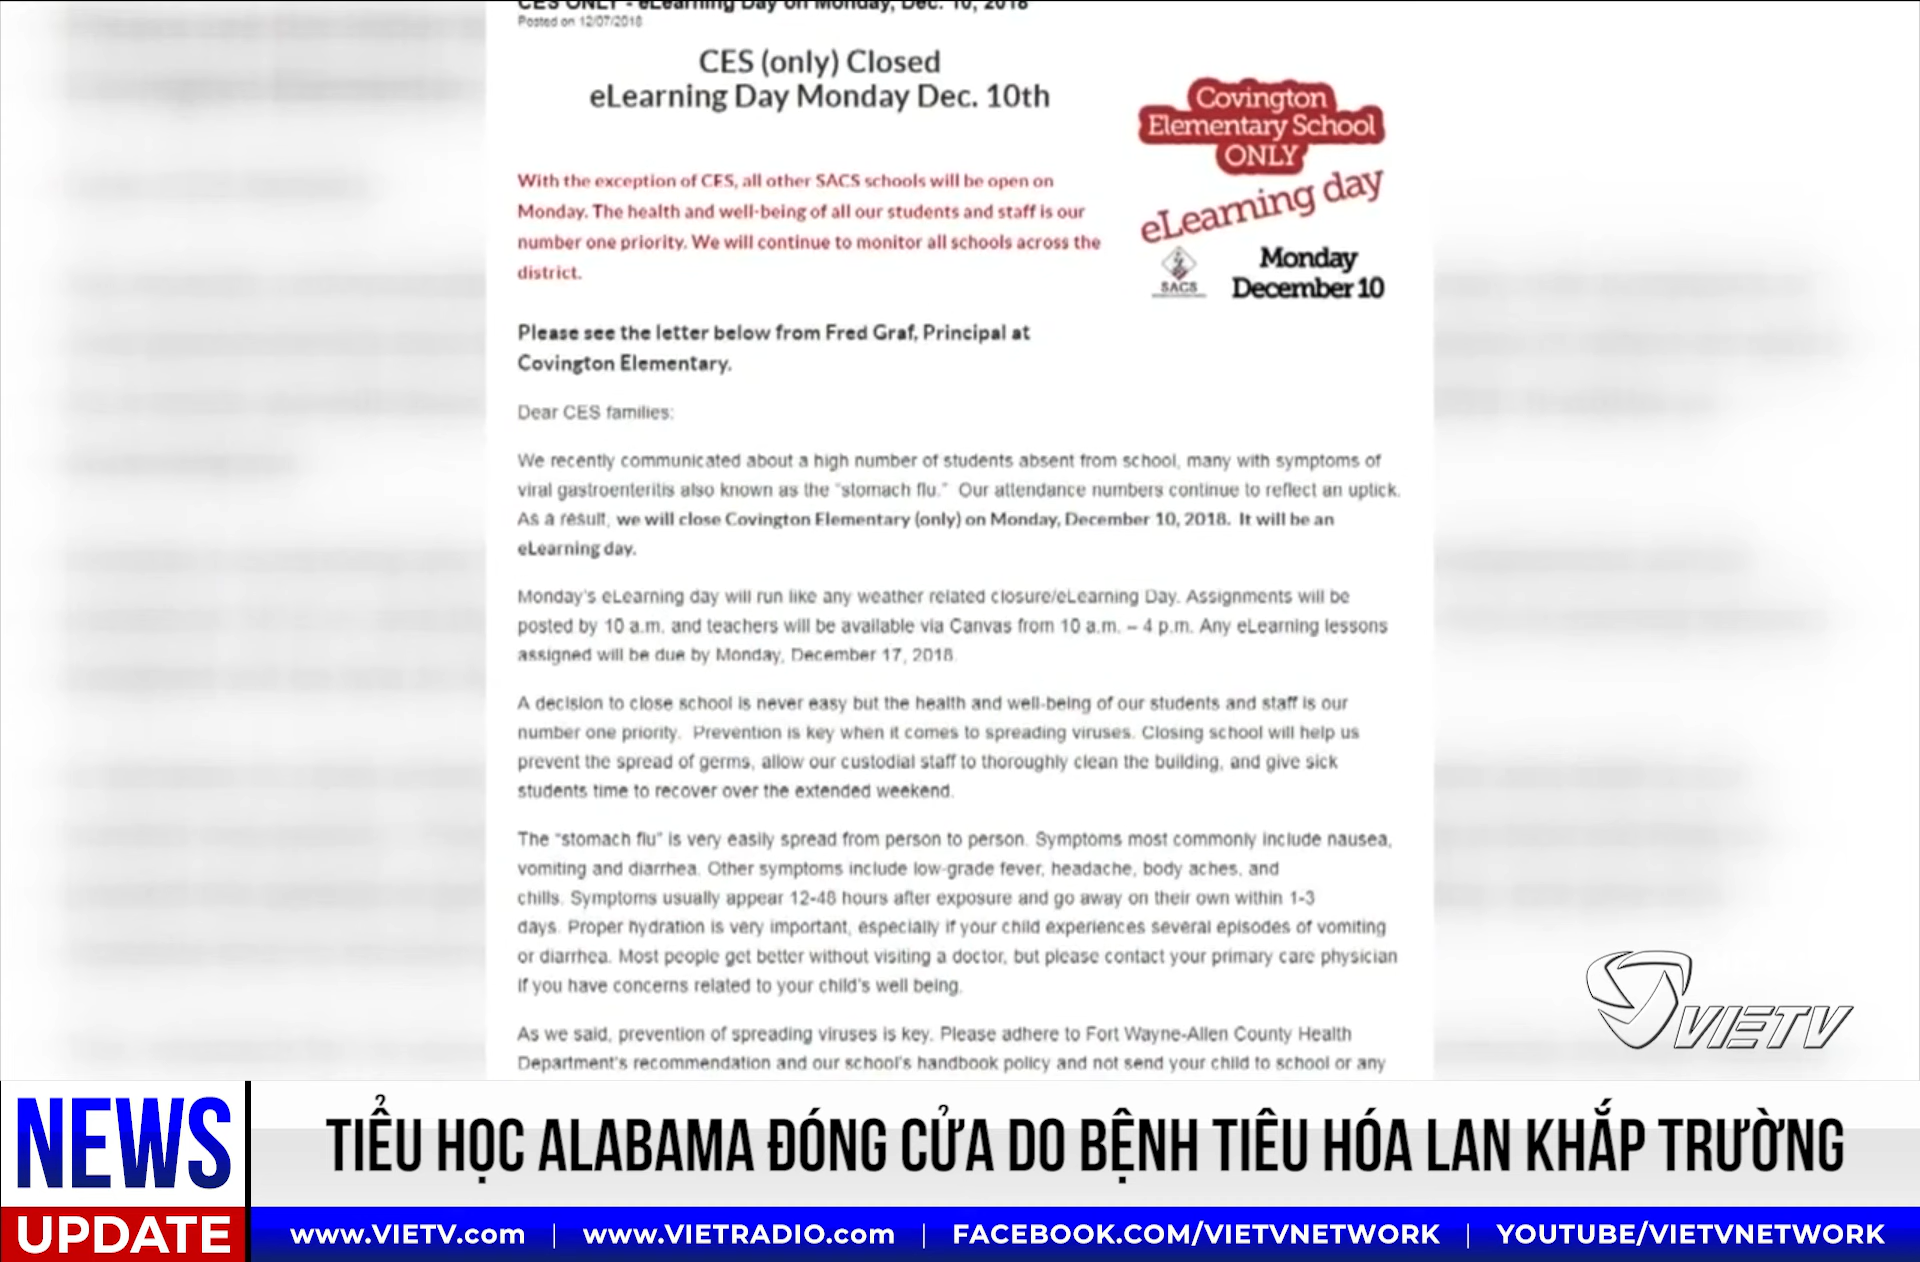 CES ONLY - eLearning Day on Monday, Dec. 10, 2018
Posted on 12/07/2018
CES (only) Closed
eLearning Day Monday Dec. 10th
Covington
Elementary School
ONLY
eLearning day
SACS
Monday
December 10
With the exception of CES, all other SACS schools will be open on
Monday. The health and well-being of all our students and staff is our
number one priority. We will continue to monitor all schools across the
district.
Please see the letter below from Fred Graf, Principal at
Covington Elementary.
Dear CES families:
We recently communicated about a high number of students absent from school, many with symptoms of
viral gastroenteritis also known as the "stomach flu." Our attendance numbers continue to reflect an uptick.
As a result, we will close Covington Elementary (only) on Monday, December 10, 2018. It will be an
eLearning day.
Monday's eLearning day will run like any weather related closure/eLearning Day. Assignments will be
posted by 10 a.m. and teachers will be available via Canvas from 10 a.m. – 4 p.m. Any eLearning lessons
assigned will be due by Monday, December 17, 2018.
A decision to close school is never easy but the health and well-being of our students and staff is our
number one priority. Prevention is key when it comes to spreading viruses. Closing school will help us
prevent the spread of germs, allow our custodial staff to thoroughly clean the building, and give sick
students time to recover over the extended weekend.
The "stomach flu" is very easily spread from person to person. Symptoms most commonly include nausea,
vomiting and diarrhea. Other symptoms include low-grade fever, headache, body aches, and
chills. Symptoms usually appear 12-48 hours after exposure and go away on their own within 1-3
days. Proper hydration is very important, especially if your child experiences several episodes of vomiting
or diarrhea. Most people get better without visiting a doctor, but please contact your primary care physician
if you have concerns related to your child's well being.
As we said, prevention of spreading viruses is key. Please adhere to Fort Wayne-Allen County Health
Department's recommendation and our school's handbook policy and not send your child to school or any
VIETV
NEWS
UPDATE
TIỂU HỌC ALABAMA ĐÓNG CỬA DO BỆNH TIÊU HÓA LAN KHẮP TRƯỜNG
www.VIETV.com | www.VIETRADIO.com | FACEBOOK.COM/VIETVNETWORK | YOUTUBE/VIETVNETWORK